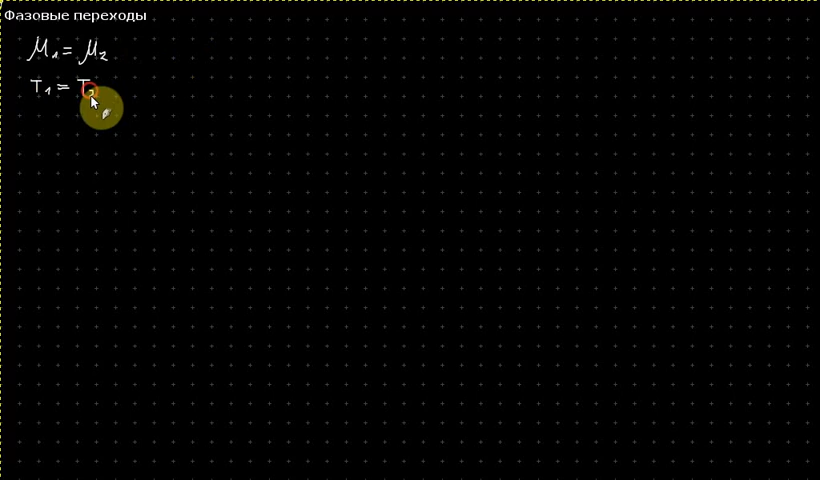 Фазовые переходы
μ₁ = μ₂
T₁ = T₂